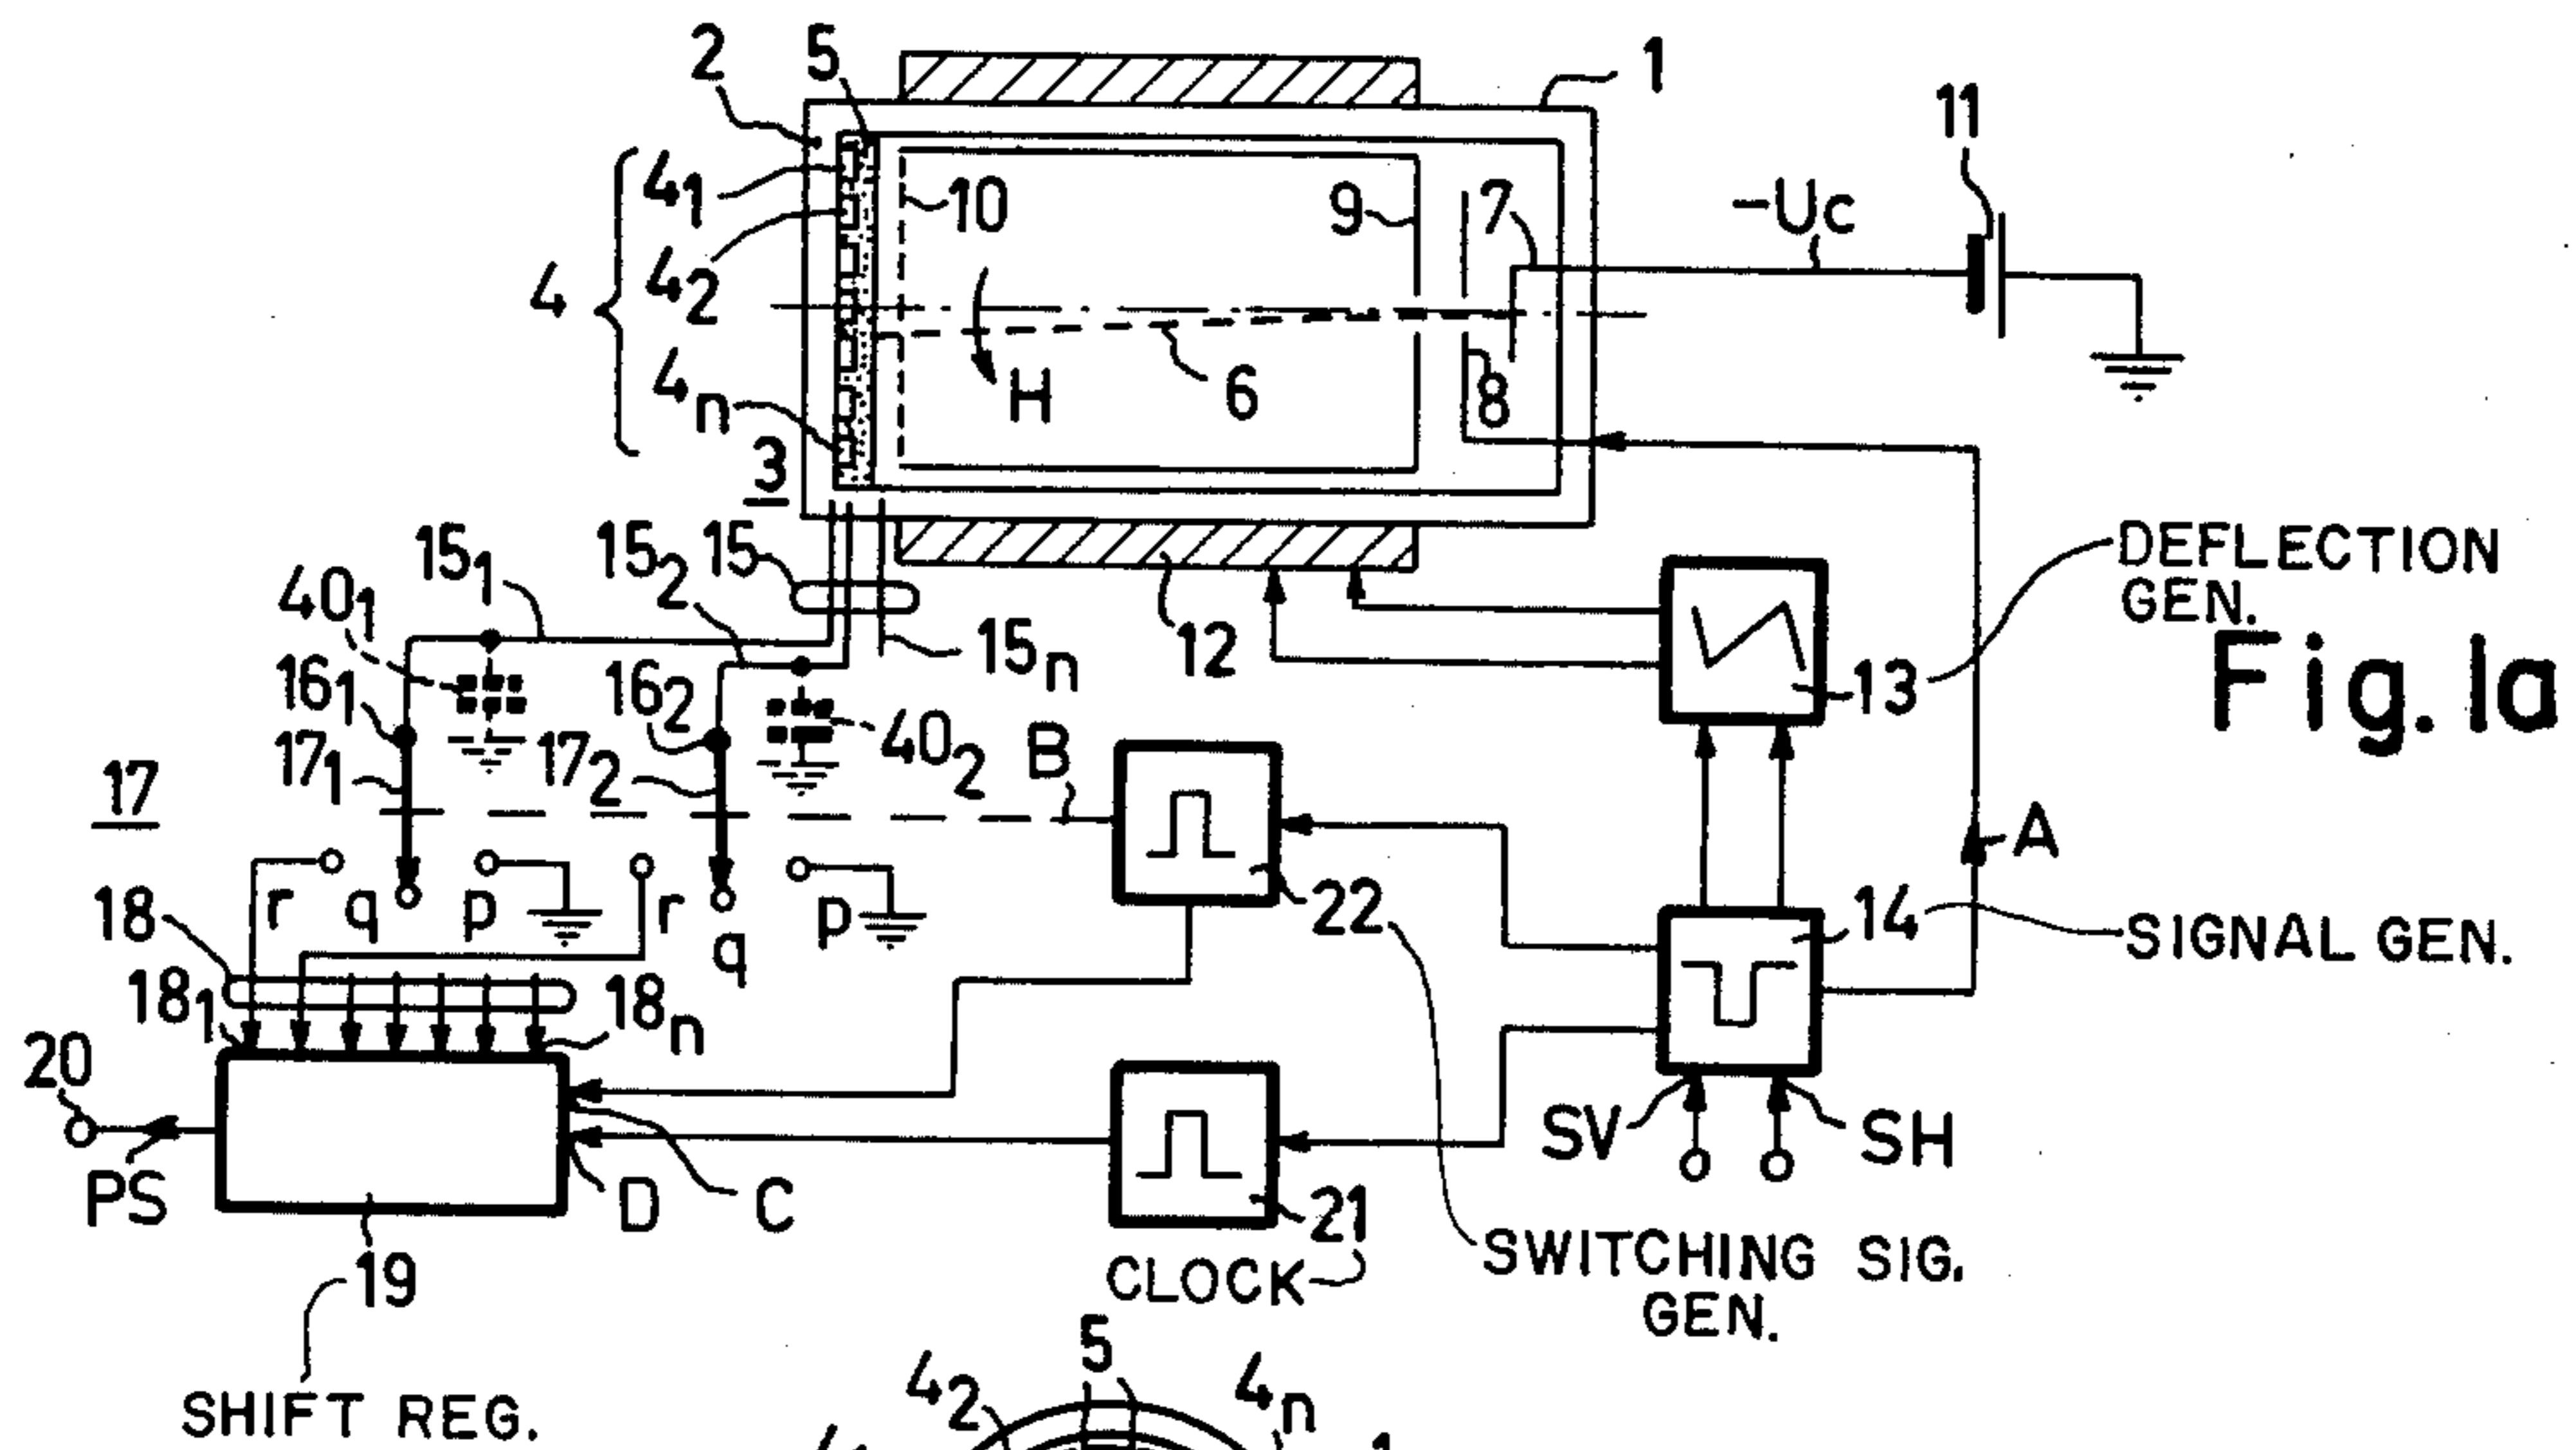 2
5
1
11
4
4₁
4₂
4ₙ
3
10
9
7
-Uc
H
6
8
15₁
15₂
15
15ₙ
12
13
DEFLECTION
GEN.
Fig. 1a
40₁
16₁
17₁
16₂
17₂
40₂
B
17
r
q
p
r
q
p
22
A
14
SIGNAL GEN.
18
18₁
18ₙ
20
PS
D
C
SV
SH
21
CLOCK
SWITCHING SIG.
GEN.
19
SHIFT REG.
4₂
5
4ₙ